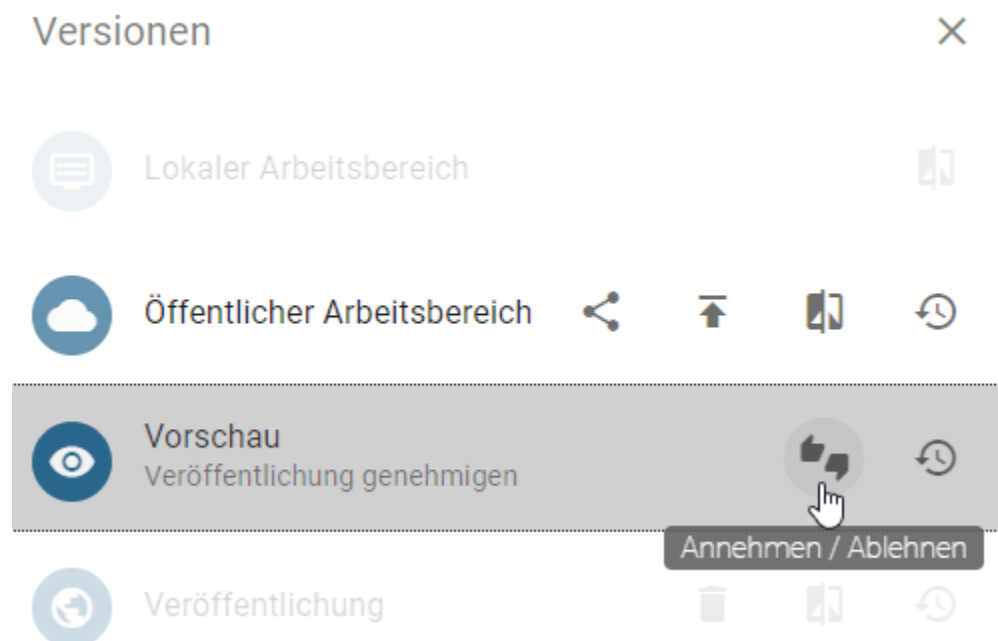 Versionen
Lokaler Arbeitsbereich
Öffentlicher Arbeitsbereich
Vorschau
Veröffentlichung genehmigen
Annehmen / Ablehnen
Veröffentlichung